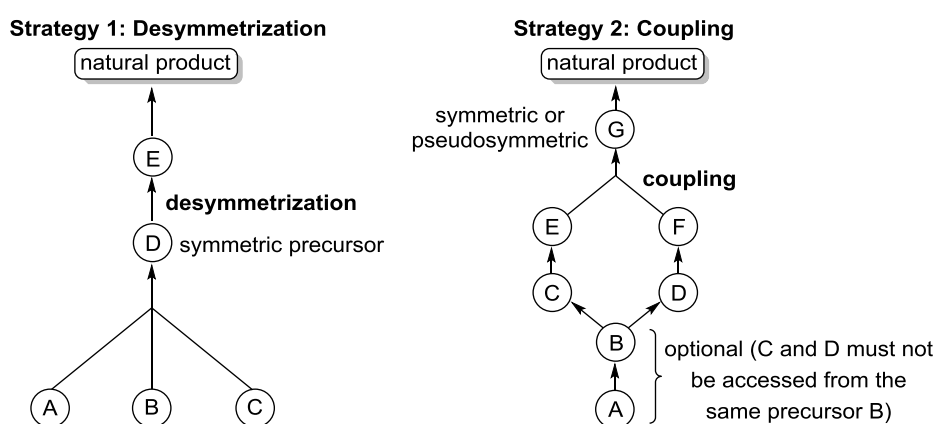 Strategy 1: Desymmetrization
natural product
E
desymmetrization
D symmetric precursor
A B C
Strategy 2: Coupling
natural product
symmetric or
pseudosymmetric
G
coupling
E F
C D
B
A
optional (C and D must not
be accessed from the
same precursor B)